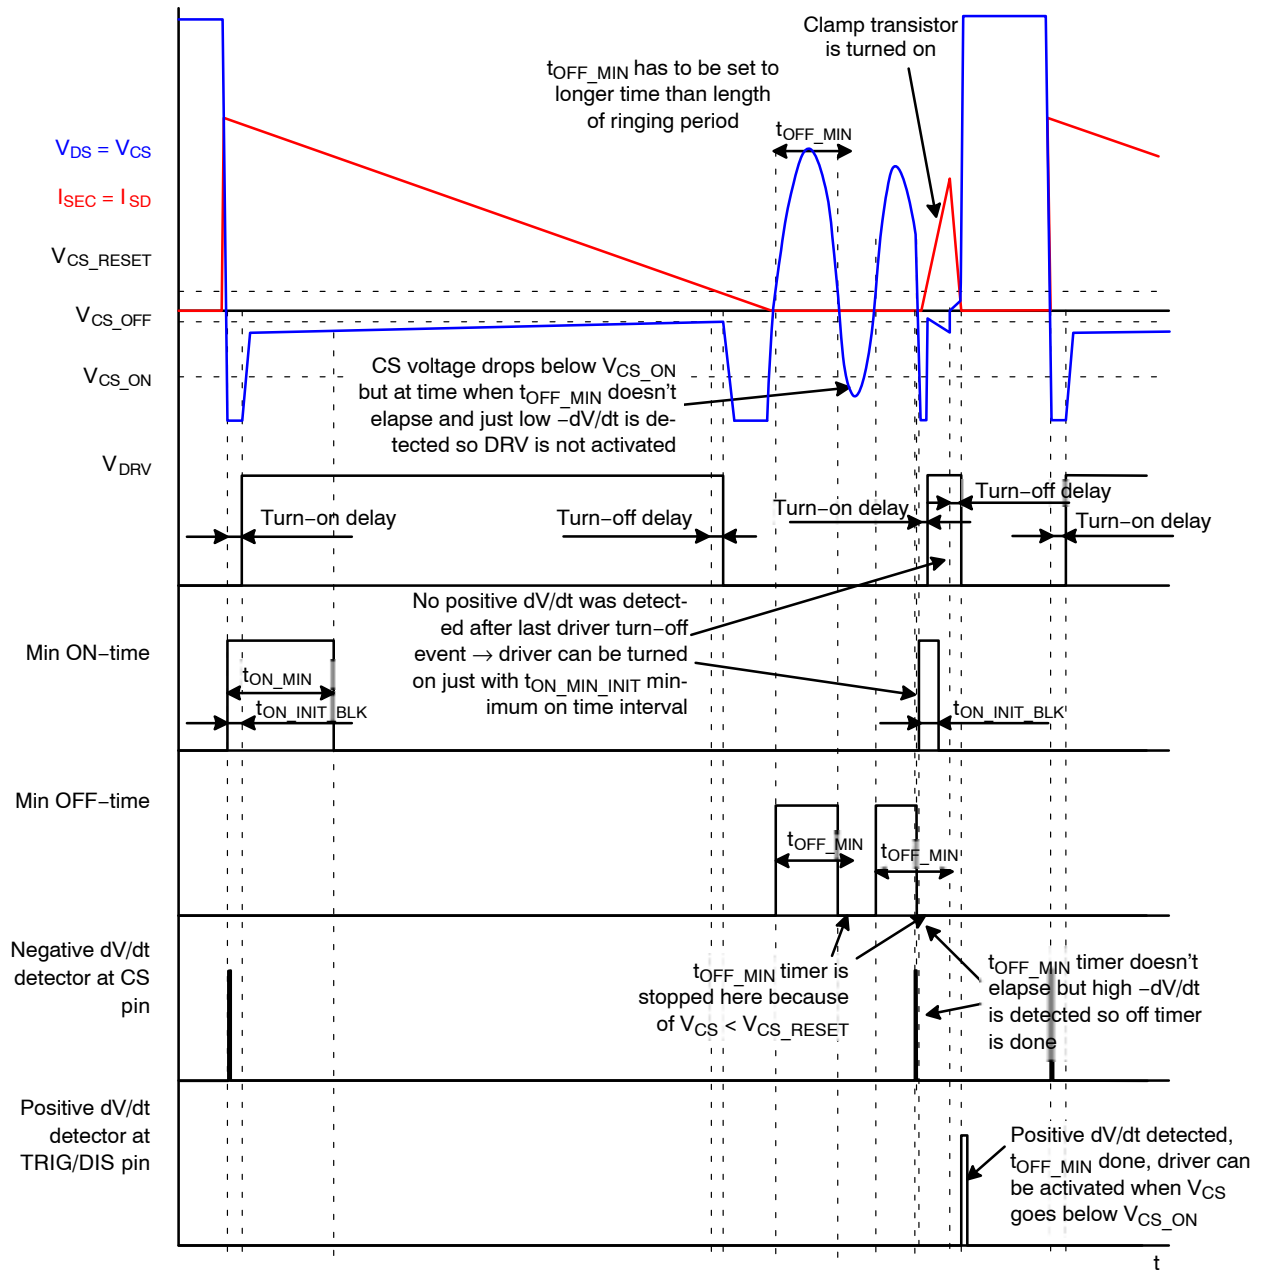 Clamp transistor
is turned on
tOFF_MIN has to be set to
longer time than length
of ringing period
tOFF_MIN
VDS = VCS
ISEC = ISD
VCS_RESET
VCS_OFF
VCS_ON
CS voltage drops below VCS_ON
but at time when tOFF_MIN doesn't
elapse and just low -dV/dt is de-
tected so DRV is not activated
VDRV
Turn−on delay
Turn−off delay
Turn−on delay
Turn−off delay
Turn−on delay
No positive dV/dt was detect-
ed after last driver turn−off
event → driver can be turned
on just with tON_MIN_INIT min-
imum on time interval
Min ON−time
tON_MIN
tON_INIT_BLK
tON_INIT_BLK
Min OFF−time
tOFF_MIN
tOFF_MIN
Negative dV/dt
detector at CS
pin
tOFF_MIN timer is
stopped here because
of VCS < VCS_RESET
tOFF_MIN timer doesn't
elapse but high −dV/dt
is detected so off timer
is done
Positive dV/dt
detector at
TRIG/DIS pin
Positive dV/dt detected,
tOFF_MIN done, driver can
be activated when VCS
goes below VCS_ON
t